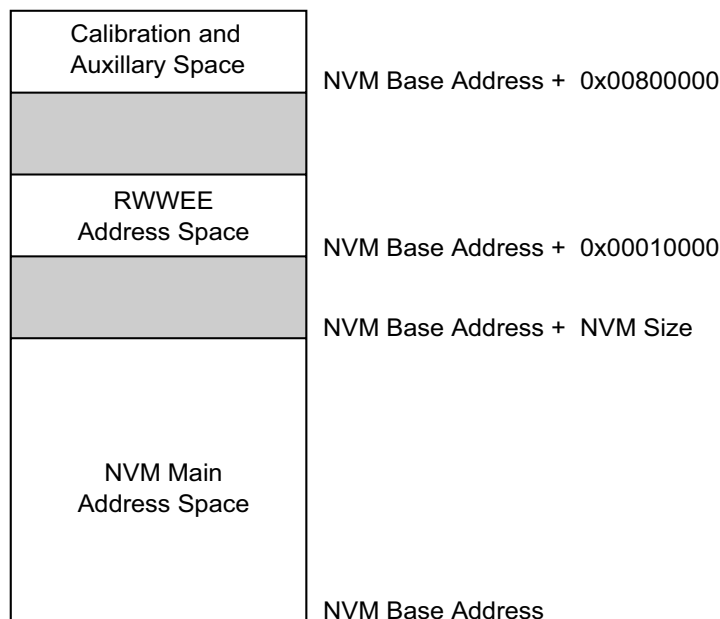 Calibration and
Auxillary Space
NVM Base Address + 0x00800000
RWWEE
Address Space
NVM Base Address + 0x00010000
NVM Base Address + NVM Size
NVM Main
Address Space
NVM Base Address